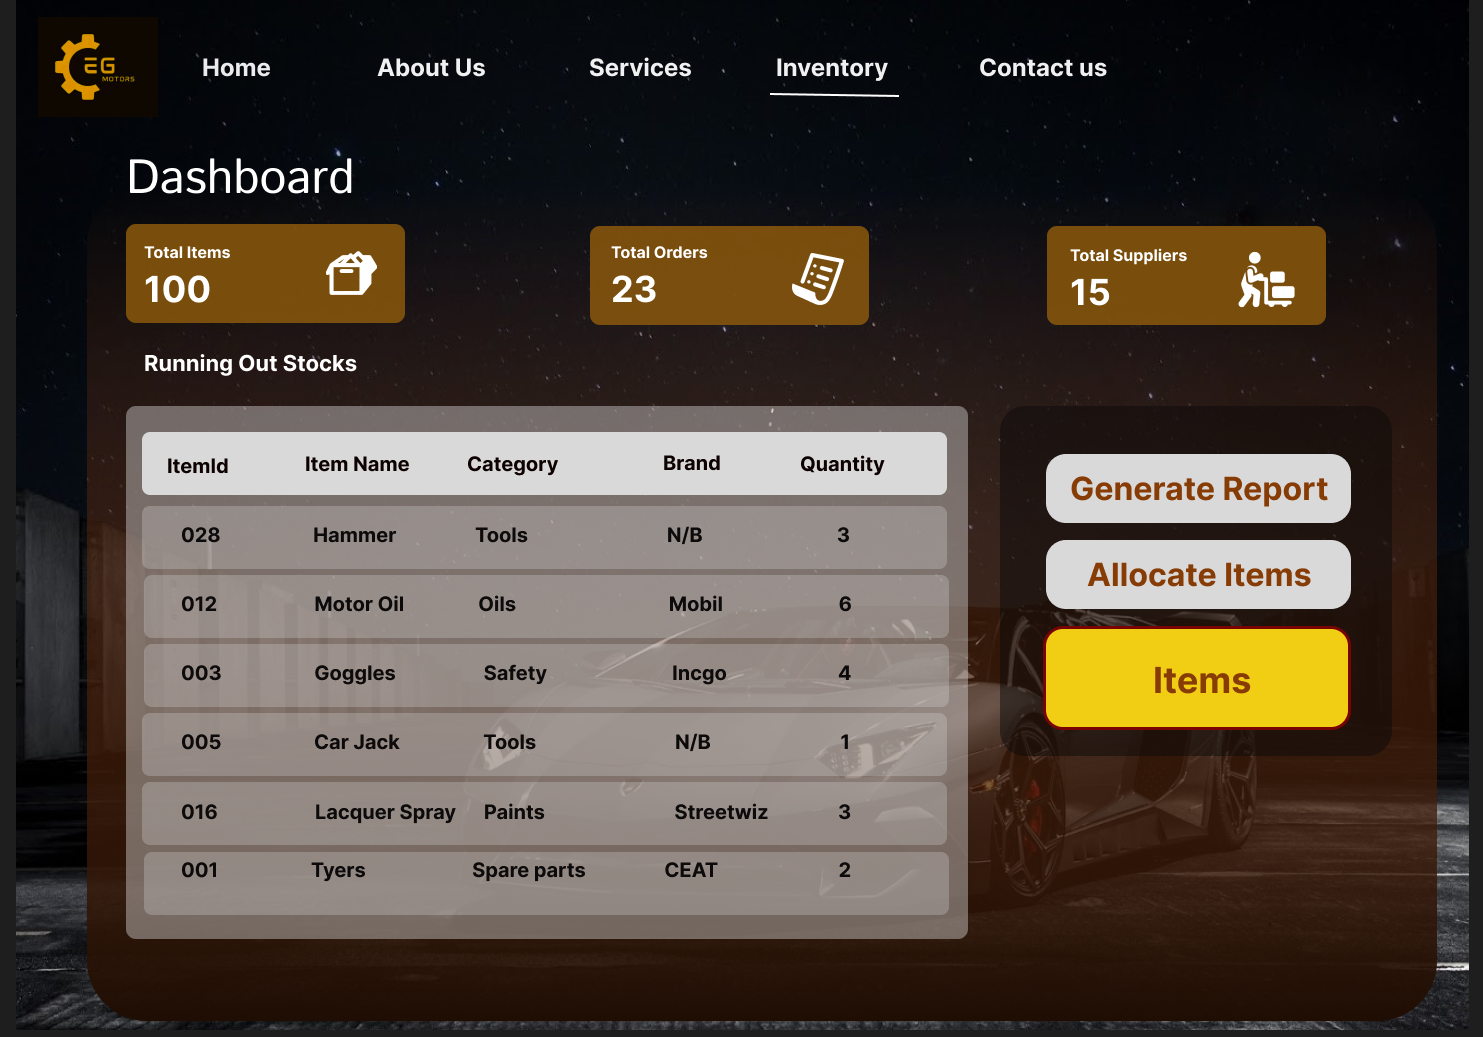 EG
MOTORS
Home About Us Services Inventory Contact us
Dashboard
Total Items
100
Total Orders
23
Total Suppliers
15
Running Out Stocks
ItemId Item Name Category Brand Quantity
028 Hammer Tools N/B 3
012 Motor Oil Oils Mobil 6
003 Goggles Safety Incgo 4
005 Car Jack Tools N/B 1
016 Lacquer Spray Paints Streetwiz 3
001 Tyers Spare parts CEAT 2
Generate Report
Allocate Items
Items